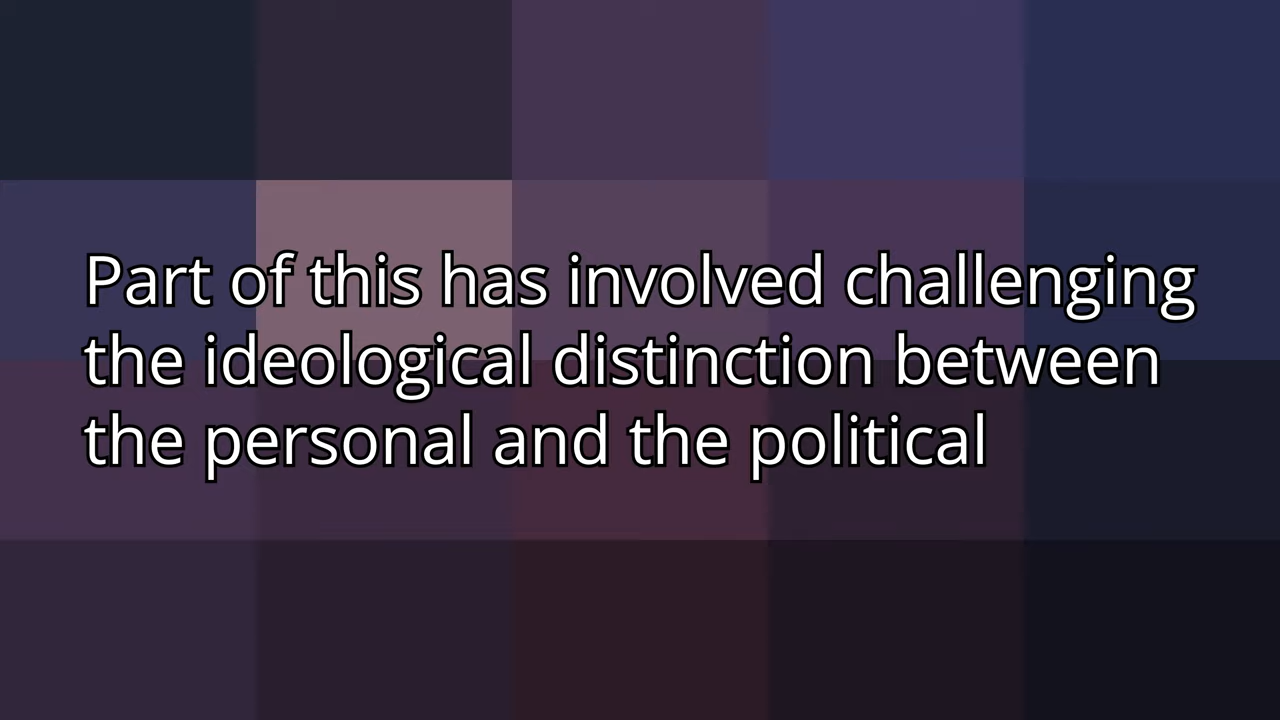 Part of this has involved challenging
the ideological distinction between
the personal and the political